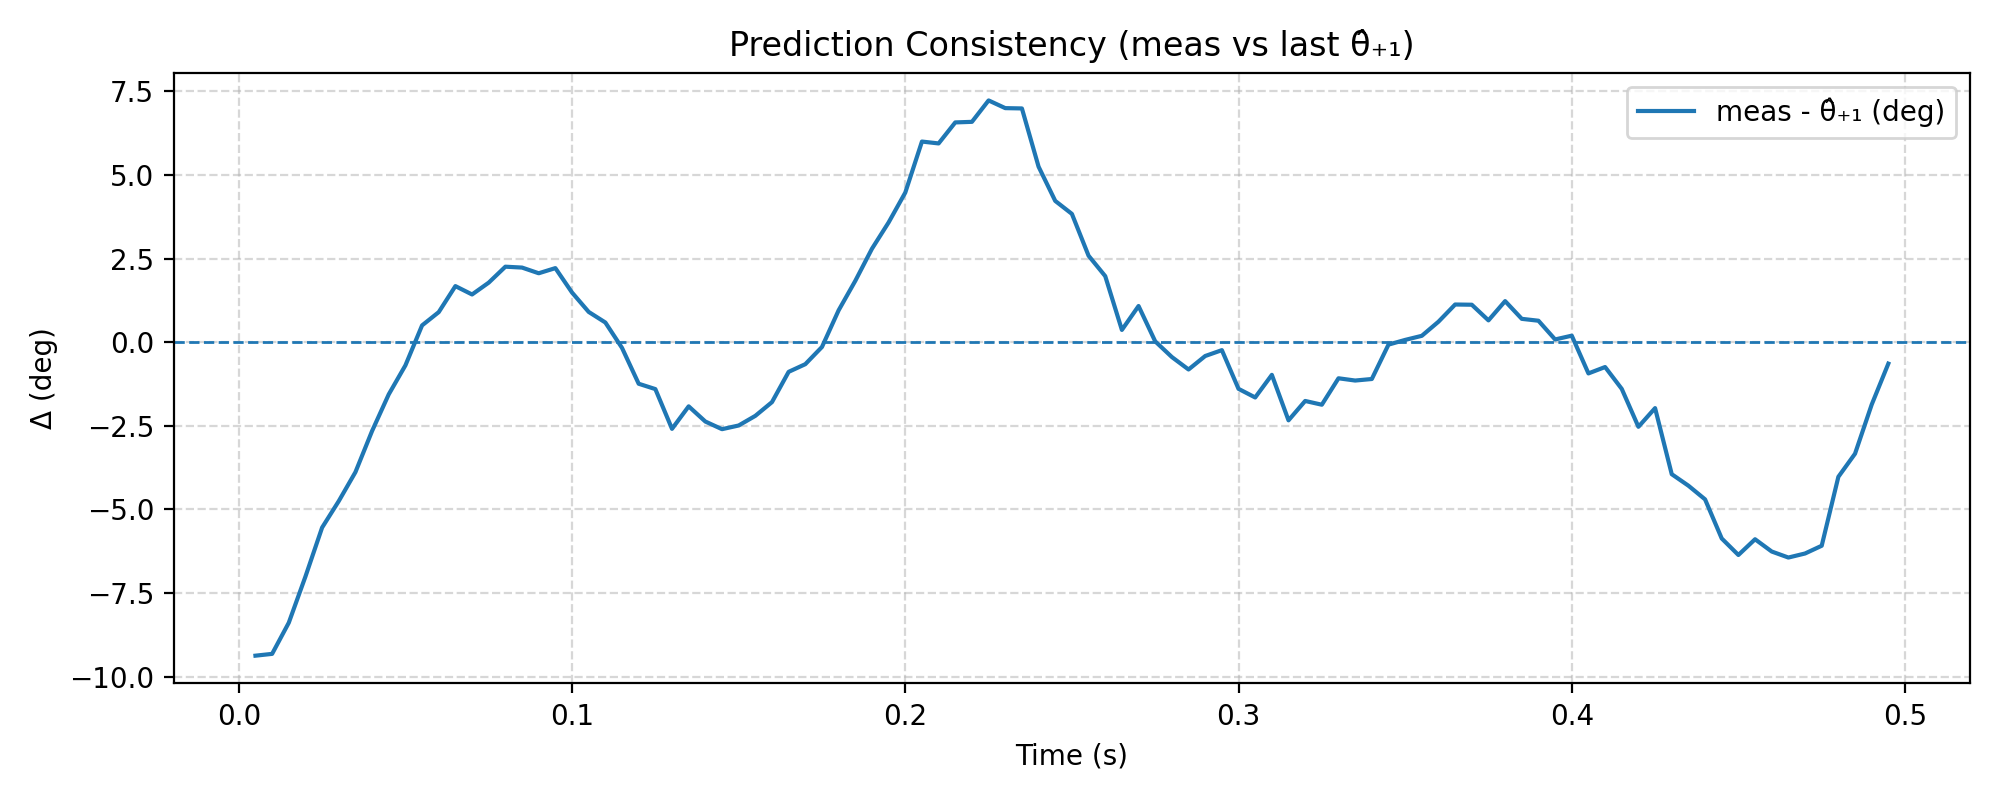 Prediction Consistency (meas vs last θ̂₊₁)
meas - θ̂₊₁ (deg)
Δ (deg)
7.5
5.0
2.5
0.0
−2.5
−5.0
−7.5
−10.0
0.0 0.1 0.2 0.3 0.4 0.5
Time (s)